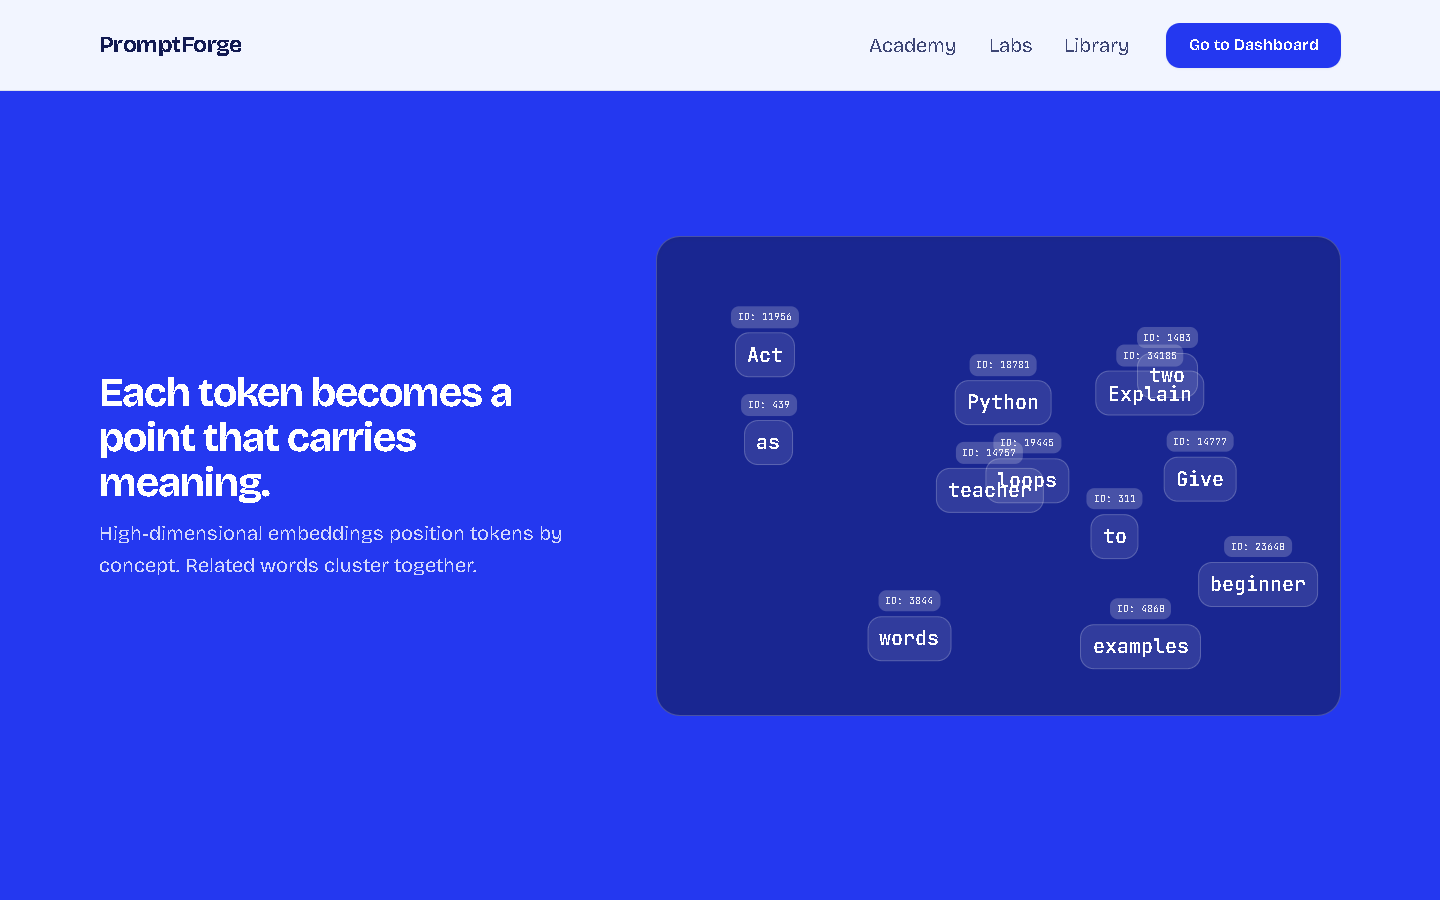 PromptForge
Academy Labs Library Go to Dashboard
Each token becomes a
point that carries
meaning.
High-dimensional embeddings position tokens by
concept. Related words cluster together.
ID: 11956
Act
ID: 439
as
ID: 18781
Python
ID: 1483
two
ID: 34185
Explain
ID: 19445
loops
ID: 14757
teacher
ID: 14777
Give
ID: 311
to
ID: 23648
beginner
ID: 3844
words
ID: 4868
examples